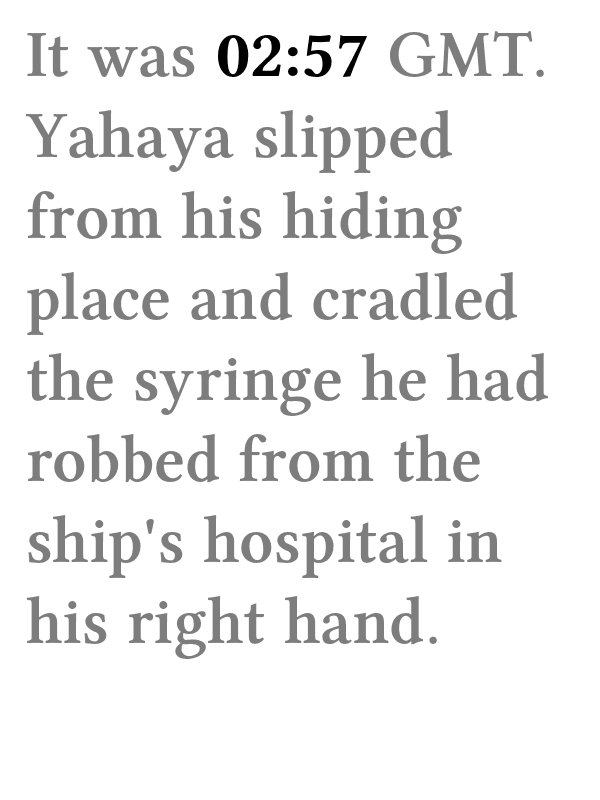 It was 02:57 GMT.
Yahaya slipped
from his hiding
place and cradled
the syringe he had
robbed from the
ship's hospital in
his right hand.